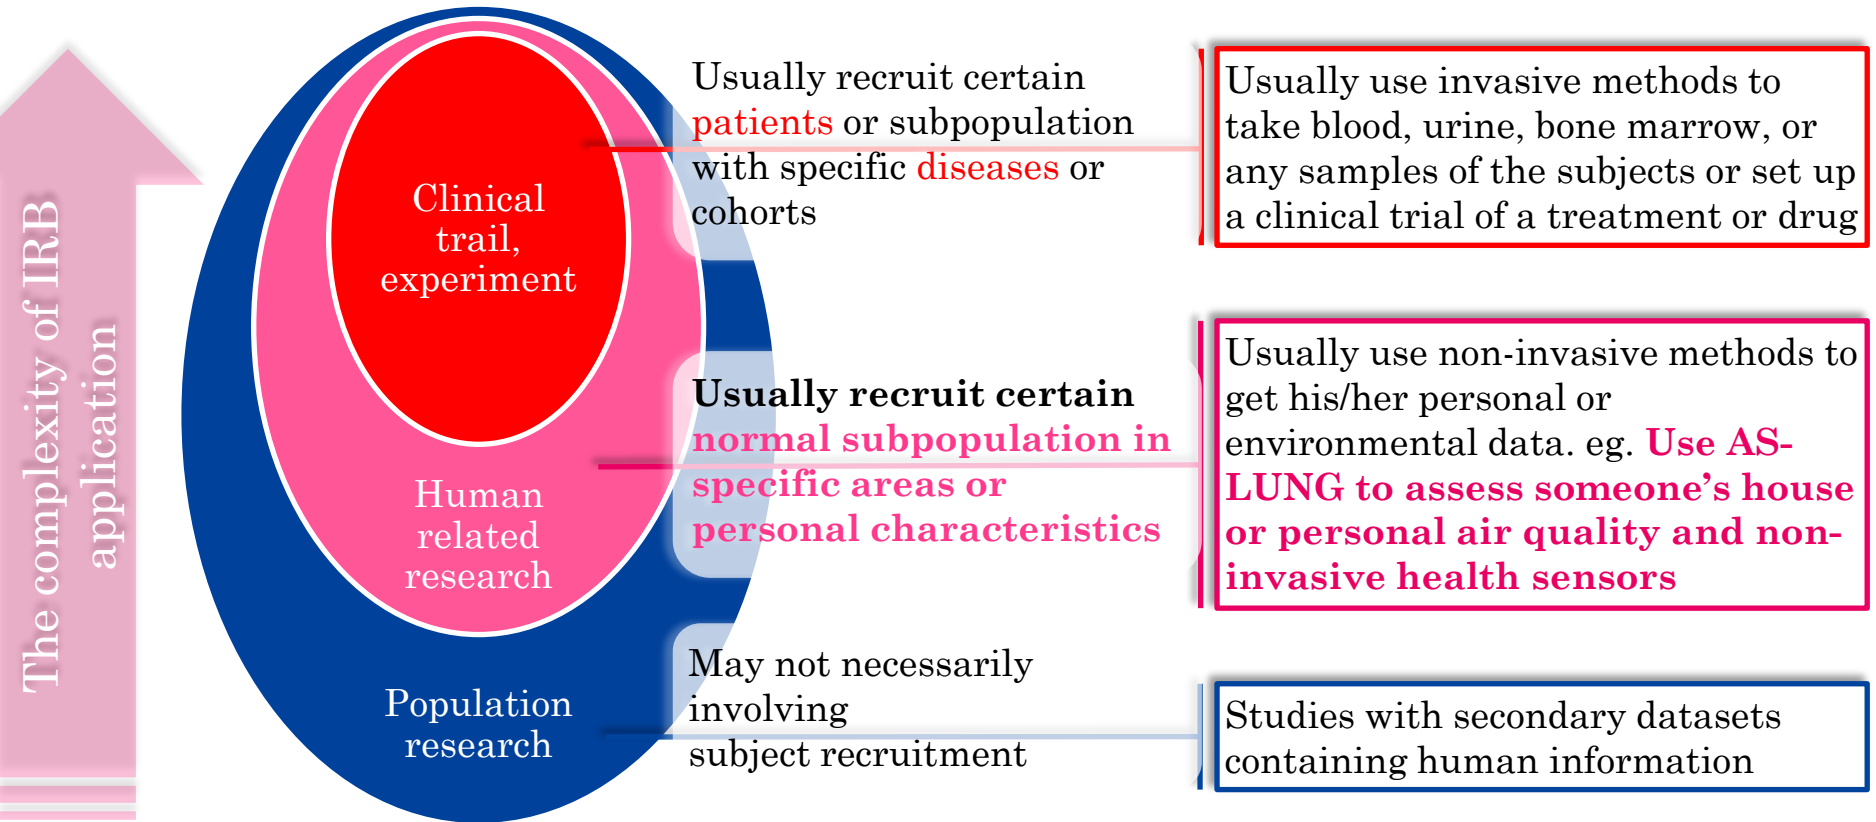 The complexity of IRB
application
Clinical
trail,
experiment
Usually recruit certain
patients or subpopulation
with specific diseases or
cohorts
Usually use invasive methods to
take blood, urine, bone marrow, or
any samples of the subjects or set up
a clinical trial of a treatment or drug
Human
related
research
Usually recruit certain
normal subpopulation in
specific areas or
personal characteristics
Usually use non-invasive methods to
get his/her personal or
environmental data. eg. Use AS-
LUNG to assess someone's house
or personal air quality and non-
invasive health sensors
Population
research
May not necessarily
involving
subject recruitment
Studies with secondary datasets
containing human information